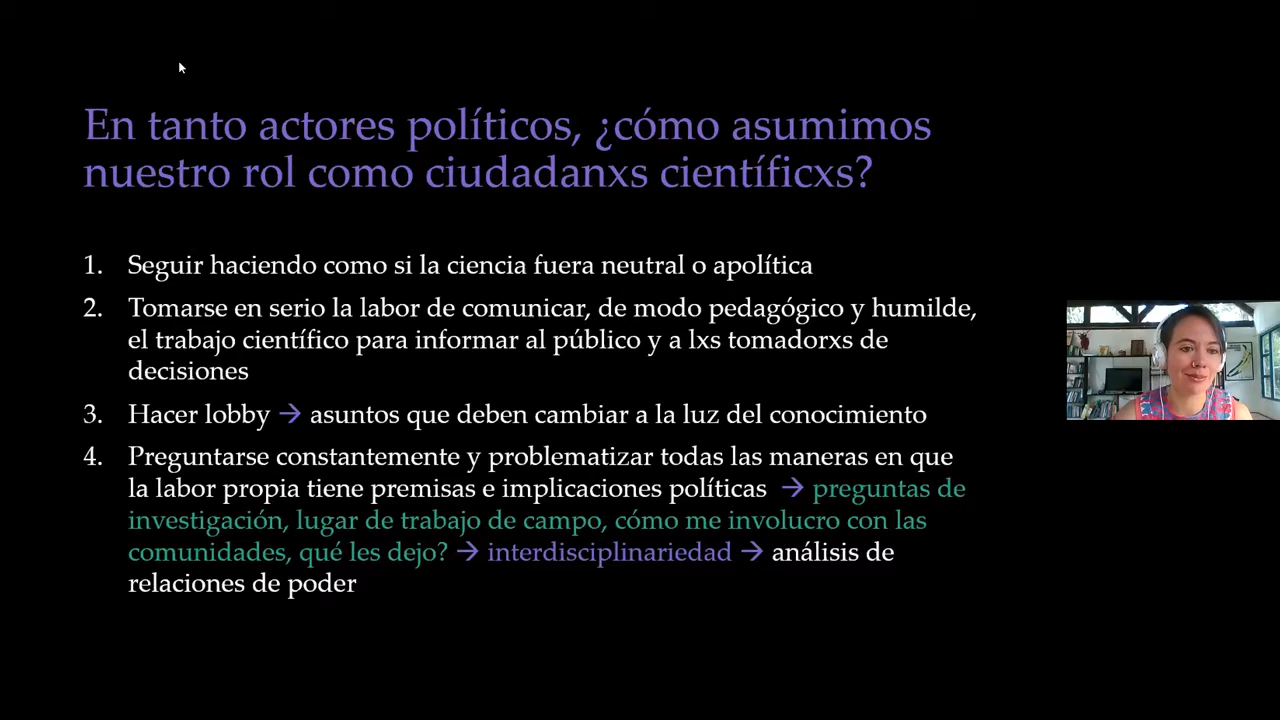 En tanto actores políticos, ¿cómo asumimos
nuestro rol como ciudadanxs científicxs?
1. Seguir haciendo como si la ciencia fuera neutral o apolítica
2. Tomarse en serio la labor de comunicar, de modo pedagógico y humilde,
el trabajo científico para informar al público y a lxs tomadorxs de
decisiones
3. Hacer lobby → asuntos que deben cambiar a la luz del conocimiento
4. Preguntarse constantemente y problematizar todas las maneras en que
la labor propia tiene premisas e implicaciones políticas → preguntas de
investigación, lugar de trabajo de campo, cómo me involucro con las
comunidades, qué les dejo? → interdisciplinariedad → análisis de
relaciones de poder